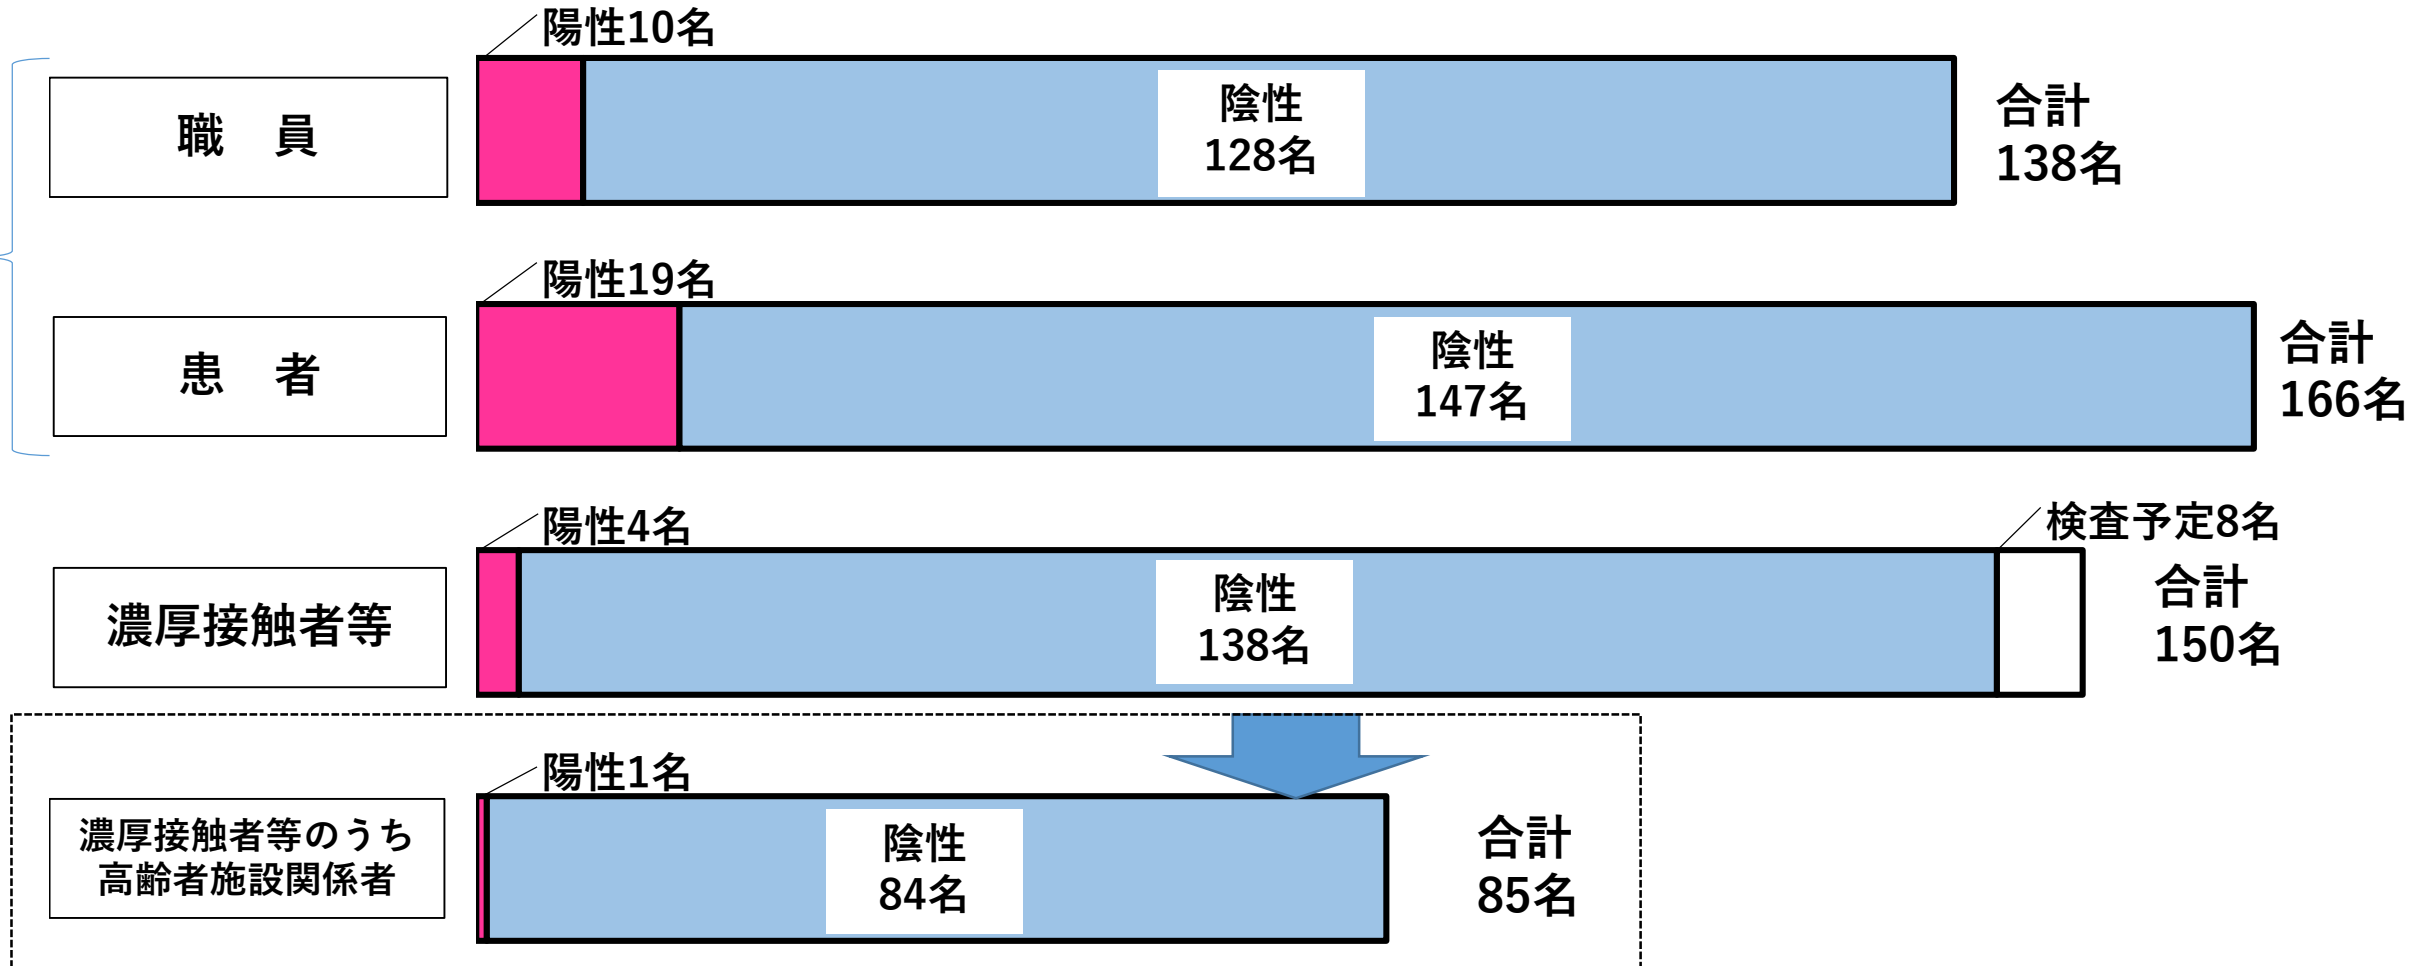 陽性10名
職　員
陰性
128名
合計
138名
陽性19名
患　者
陰性
147名
合計
166名
陽性4名
検査予定8名
濃厚接触者等
陰性
138名
合計
150名
陽性1名
濃厚接触者等のうち
高齢者施設関係者
陰性
84名
合計
85名